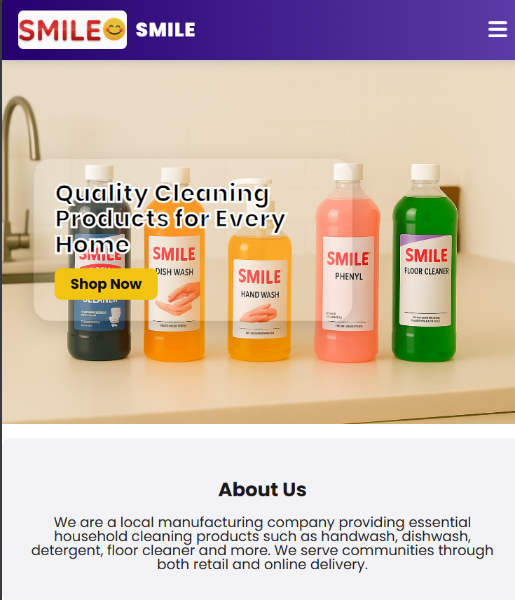 SMILE SMILE
Quality Cleaning
Products for Every
Home
Shop Now
SMILE
CLEANER
SMILE
DISH WASH
SMILE
HAND WASH
SMILE
PHENYL
SMILE
FLOOR CLEANER
About Us
We are a local manufacturing company providing essential
household cleaning products such as handwash, dishwash,
detergent, floor cleaner and more. We serve communities through
both retail and online delivery.